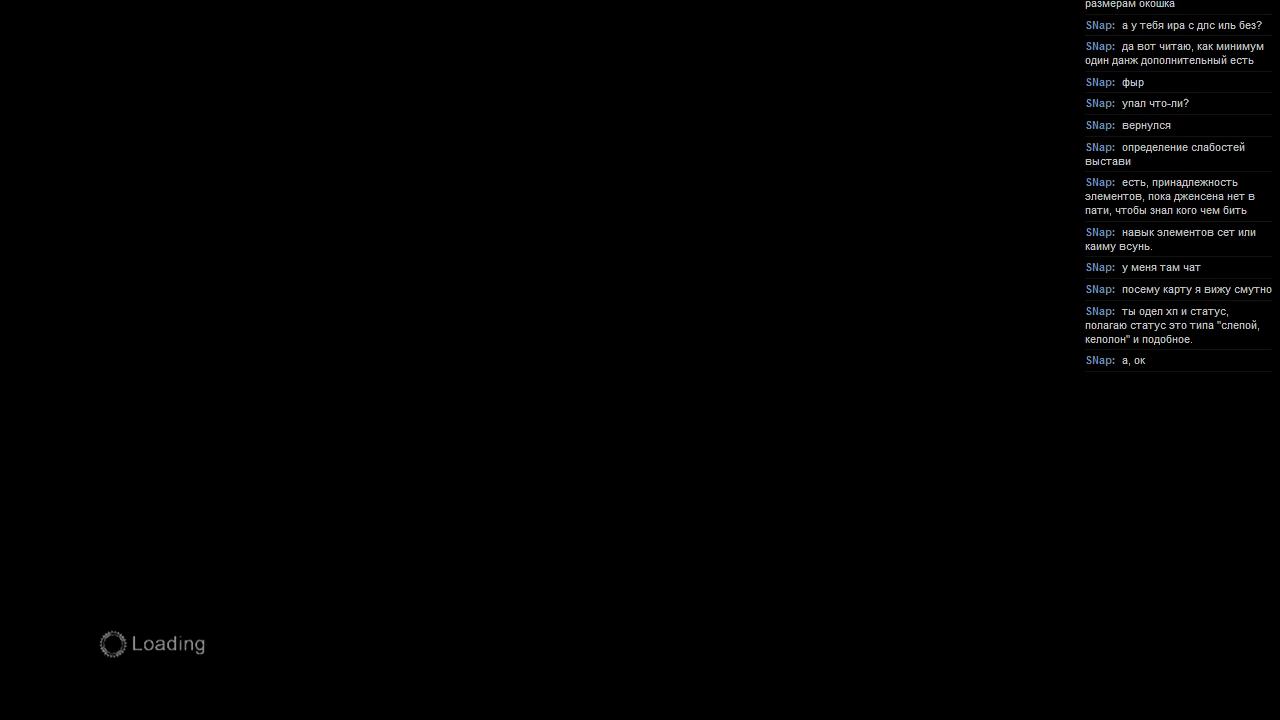 размерам окошка
SNap: а у тебя ира с дпс иль без?
SNap: да вот читаю, как минимум
один данж дополнительный есть
SNap: фыр
SNap: упал что-ли?
SNap: вернулся
SNap: определение слабостей
выстави
SNap: есть, принадлежность
элементов, пока дженсена нет в
пати, чтобы знал кого чем бить
SNap: навык элементов сет или
каиму всунь.
SNap: у меня там чат
SNap: посему карту я вижу смутно
SNap: ты одел хп и статус,
полагаю статус это типа "слепой,
келолон" и подобное.
SNap: а, ок
Loading